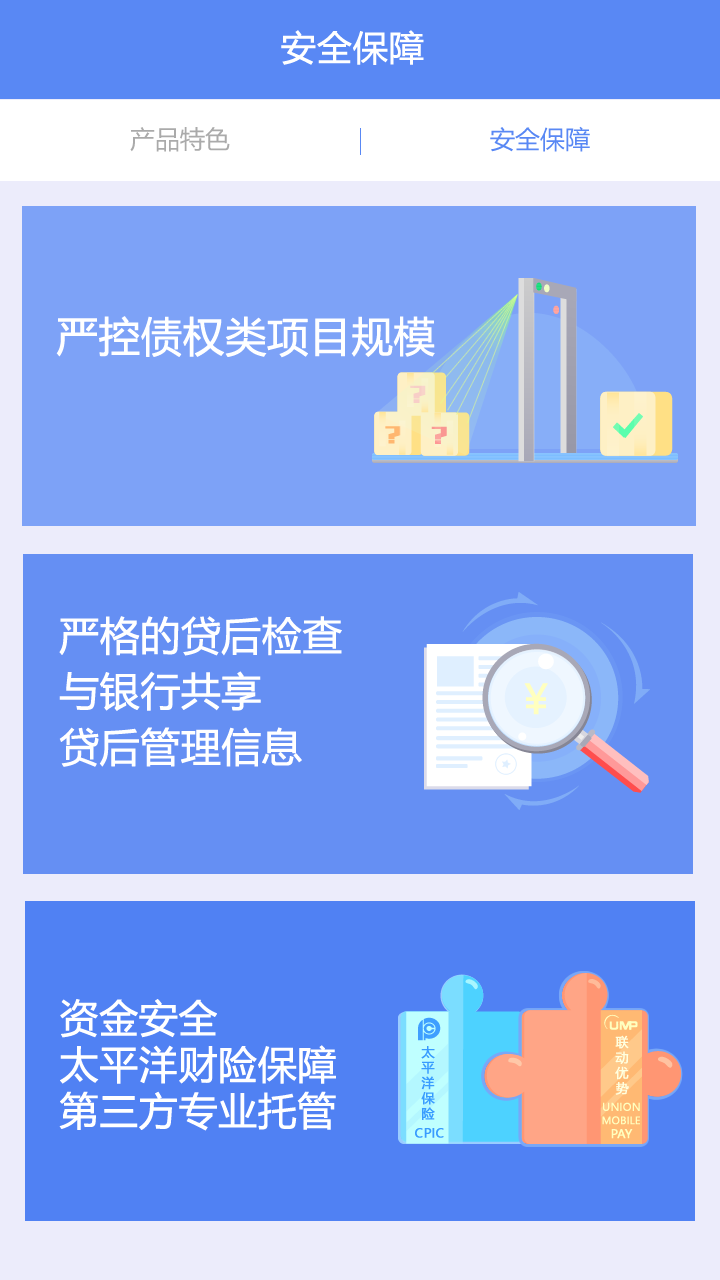 安全保障
产品特色
安全保障
严控债权类项目规模
?
?
?
严格的贷后检查
与银行共享
贷后管理信息
¥
资金安全
太平洋财险保障
第三方专业托管
太平洋保险
CPIC
UMP
联动优势
UNION
MOBILE
PAY